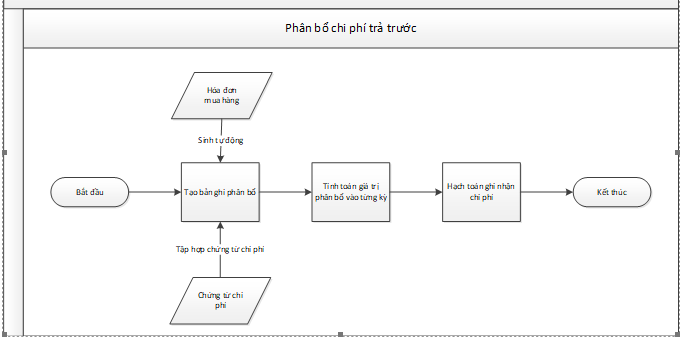 Phân bổ chi phí trả trước
Hóa đơn
mua hàng
Sinh tự động
Bắt đầu
Tạo bản ghi phân bổ
Tính toán giá trị
phân bổ vào từng kỳ
Hạch toán ghi nhận
chi phí
Kết thúc
Tập hợp chứng từ chi phí
Chứng từ chi
phí